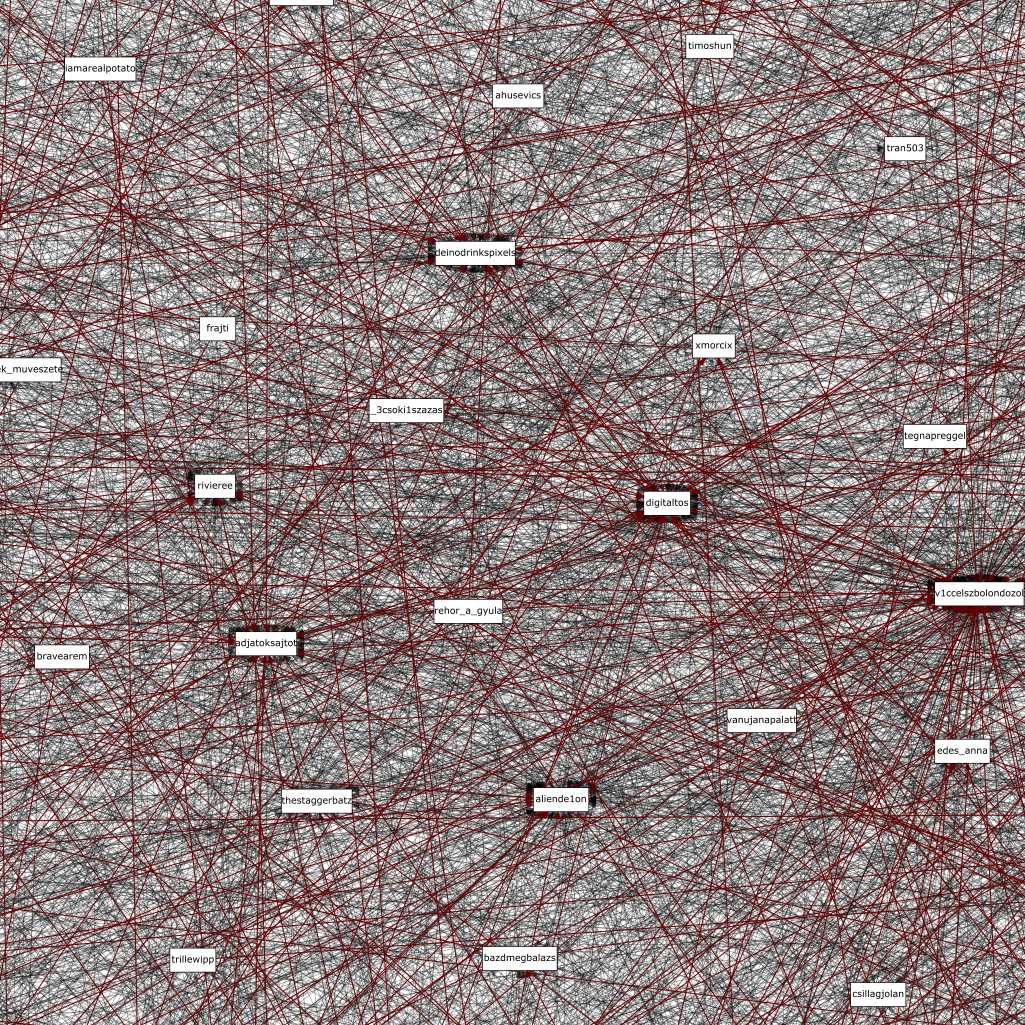 timoshun
iamarealpotato
ahusevics
tran503
deinodrinkspixels
frajti
xmorcix
ek_muveszete
_3csoki1szazas
tegnapreggel
rivieree
digitaltos
v1ccelszbolondozol
rehor_a_gyula
adjatoksajtot
bravearem
vanujanapalatt
edes_anna
thestaggerbatz
aliende1on
bazdmegbalazs
trillewipp
csillagjolan